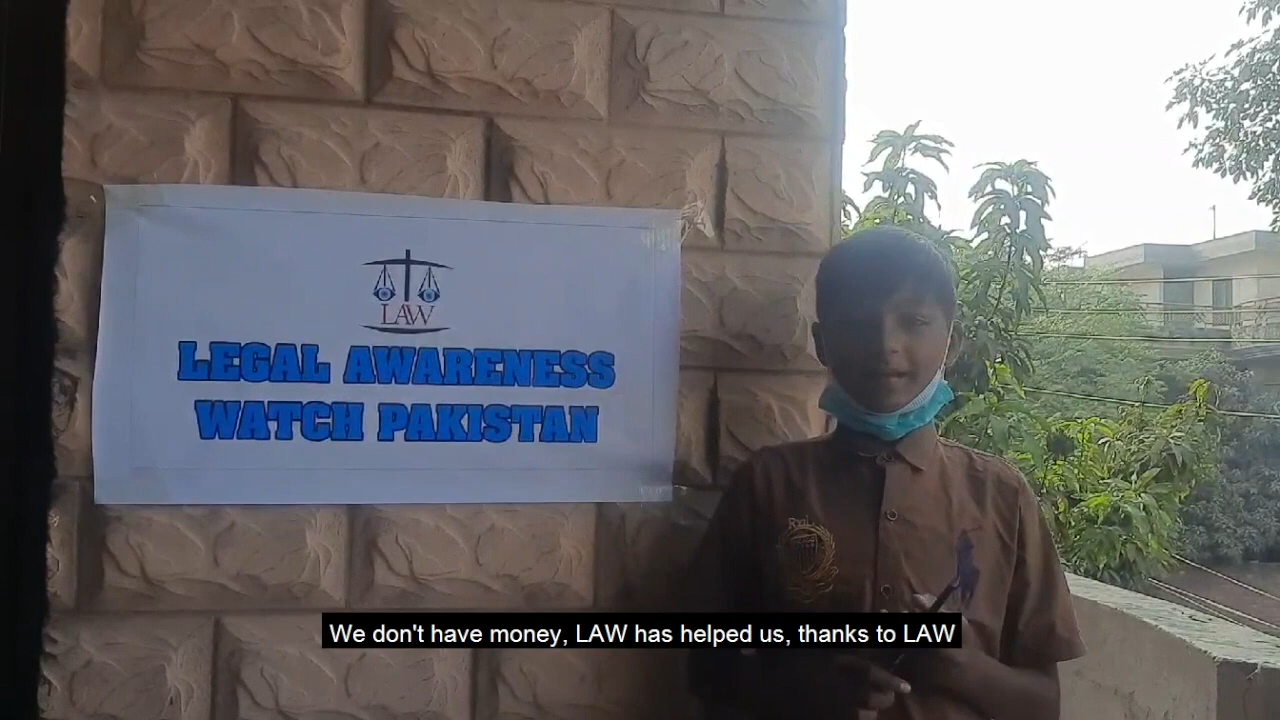 LAW
LEGAL AWARENESS
WATCH PAKISTAN
We don't have money, LAW has helped us, thanks to LAW